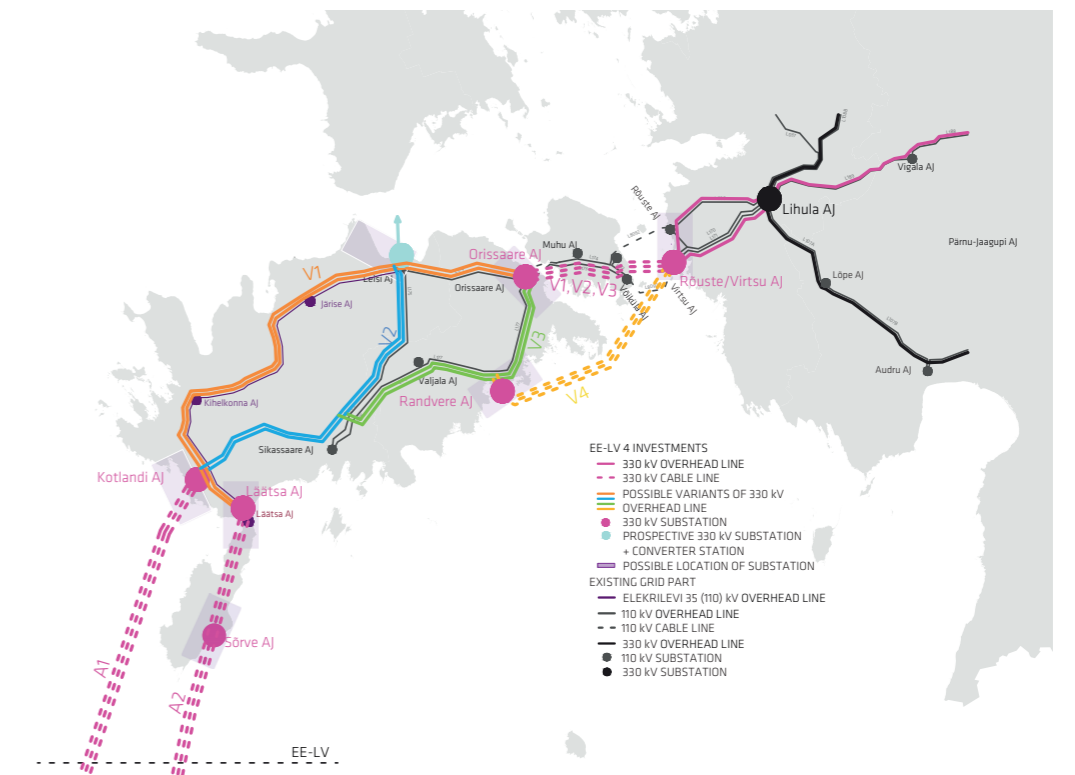 Vigala AJ
Rõuste AJ
Lihula AJ
Pärnu-Jaagupi AJ
Muhu AJ
Orissaare AJ
V1
Leisi AJ
Orissaare AJ
V1, V2, V3
Võiküla AJ
Virtsu AJ
Rõuste/Virtsu AJ
Lõpe AJ
Jarise AJ
V2
V3
Valjala AJ
Audru AJ
Randvere AJ
V4
Kihelkonna AJ
Sikassaare AJ
Kotlandi AJ
Läätsa AJ
Läätsa AJ
Sõrve AJ
A1
A2
EE-LV
EE-LV 4 INVESTMENTS
330 kV OVERHEAD LINE
330 kV CABLE LINE
POSSIBLE VARIANTS OF 330 kV
OVERHEAD LINE
330 kV SUBSTATION
PROSPECTIVE 330 kV SUBSTATION
+ CONVERTER STATION
POSSIBLE LOCATION OF SUBSTATION
EXISTING GRID PART
ELEKRILEVI 35 (110) kV OVERHEAD LINE
110 kV OVERHEAD LINE
110 kV CABLE LINE
330 kV OVERHEAD LINE
110 kV SUBSTATION
330 kV SUBSTATION